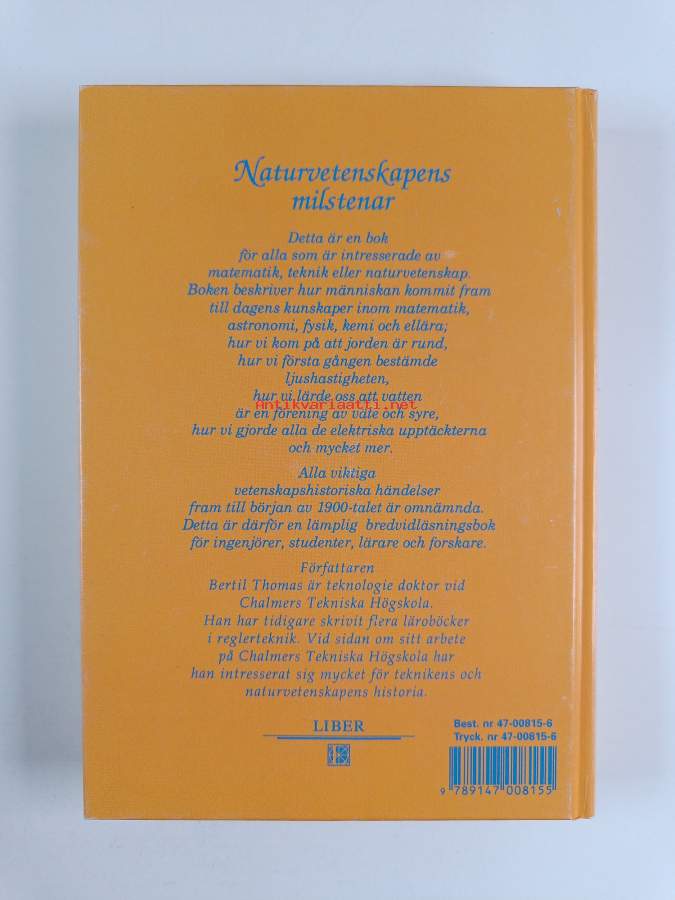 Naturvetenskapens
milstenar
Detta är en bok
för alla som är intresserade av
matematik, teknik eller naturvetenskap.
Boken beskriver hur människan kommit fram
till dagens kunskaper inom matematik,
astronomi, fysik, kemi och ellära;
hur vi kom på att jorden är rund,
hur vi första gången bestämde
ljushastigheten,
hur vi lärde oss att vatten
Antikvariaatti.net
är en förening av väte och syre,
hur vi gjorde alla de elektriska upptäckterna
och mycket mer.
Alla viktiga
vetenskapshistoriska händelser
fram till början av 1900-talet är omnämnda.
Detta är därför en lämplig bredvidläsningsbok
för ingenjörer, studenter, lärare och forskare.
Författaren
Bertil Thomas är teknologie doktor vid
Chalmers Tekniska Högskola.
Han har tidigare skrivit flera läroböcker
i reglerteknik. Vid sidan om sitt arbete
på Chalmers Tekniska Högskola har
han intresserat sig mycket för teknikens och
naturvetenskapens historia.
LIBER
Best. nr 47-00815-6
Tryck. nr 47-00815-6
9 789147 008155